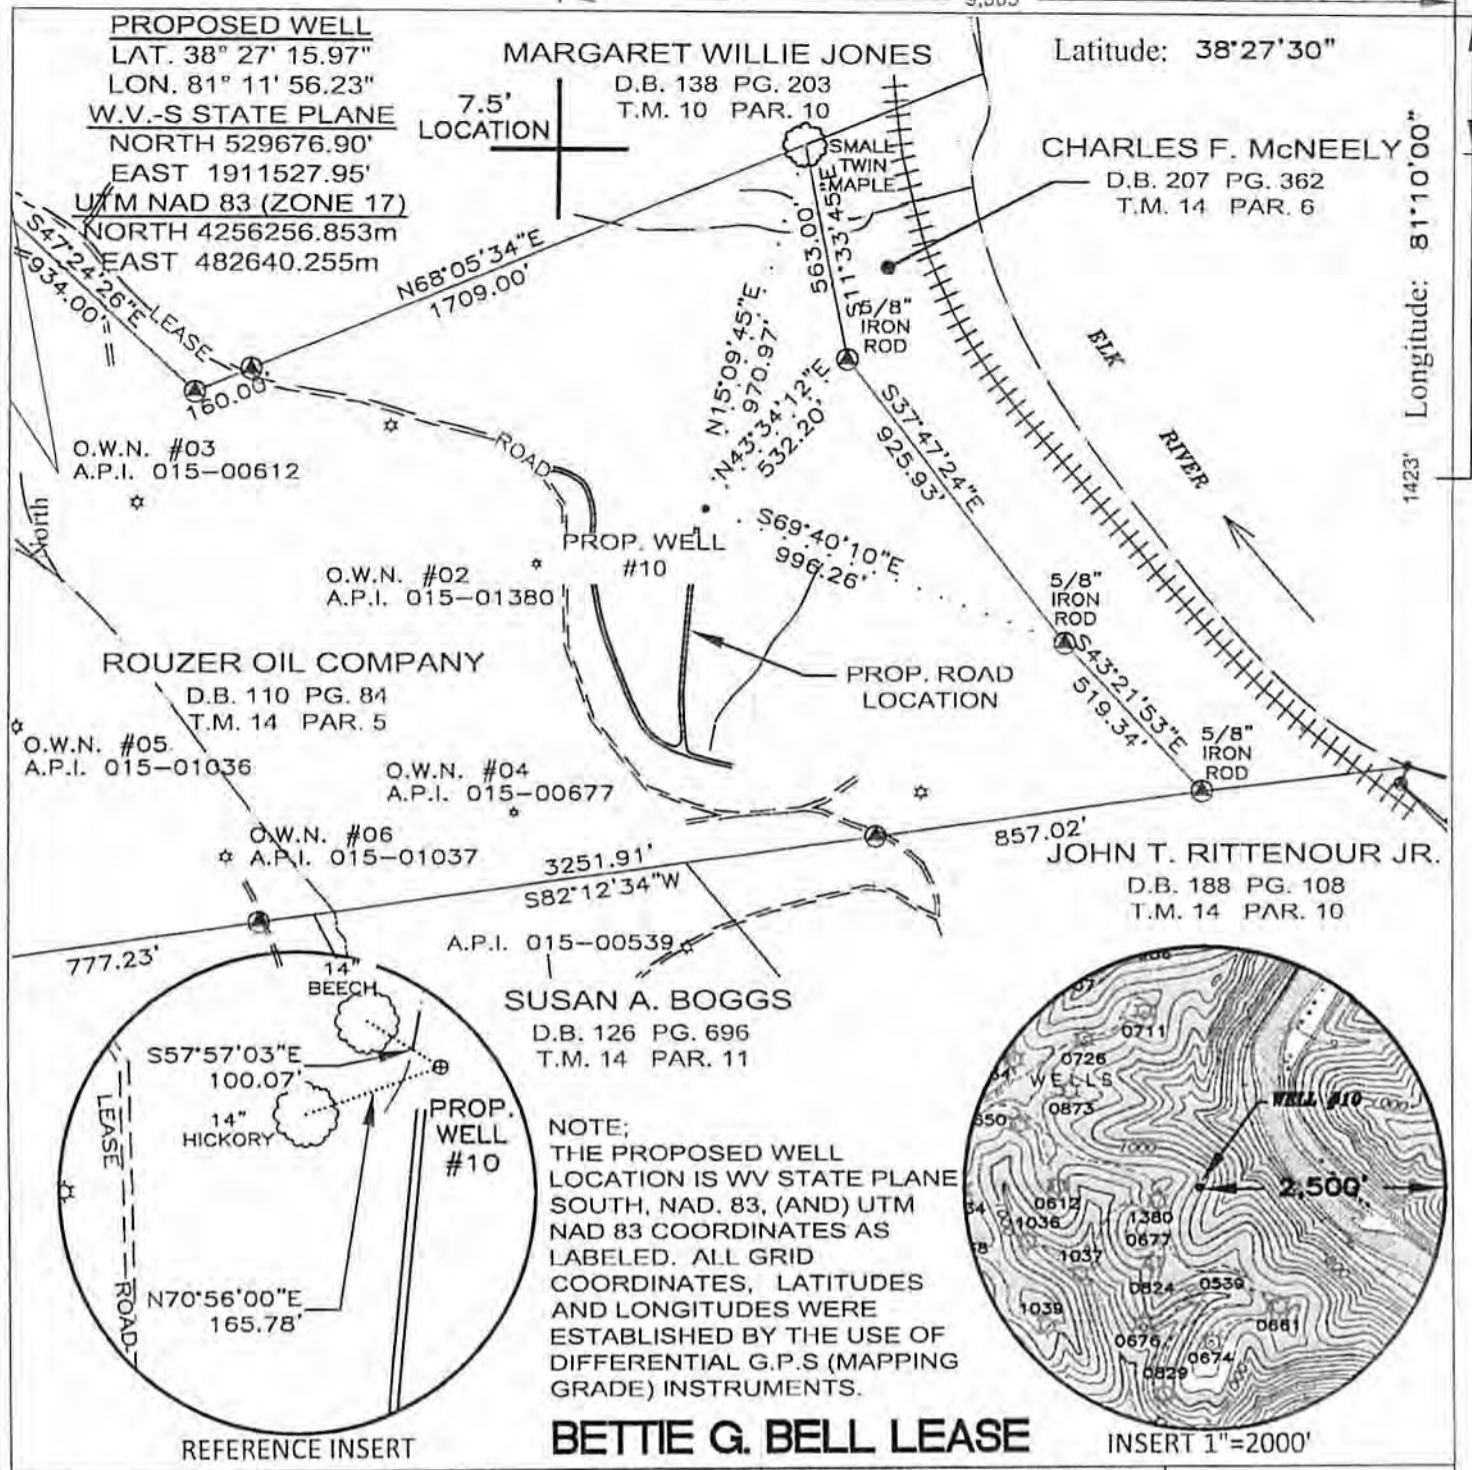 PROPOSED WELL
LAT. 38° 27' 15.97"
LON. 81° 11' 56.23"
W.V.-S STATE PLANE
NORTH 529676.90'
EAST 1911527.95'
UTM NAD 83 (ZONE 17)
NORTH 4256256.853m
EAST 482640.255m
7.5'
LOCATION
MARGARET WILLIE JONES
D.B. 138 PG. 203
T.M. 10 PAR. 10
Latitude: 38°27'30"
Longitude: 81°10'00"
1423'
CHARLES F. McNEELY
D.B. 207 PG. 362
T.M. 14 PAR. 6
SMALL
TWIN
MAPLE
S47°24'26"E
934.00'
LEASE
ROAD
160.00'
N68°05'34"E
1709.00'
S11°33'45"E
563.00'
5/8"
IRON
ROD
N15°09'45"E
970.97'
N43°34'12"E
532.20'
S37°47'24"E
925.93'
ELK
RIVER
S69°40'10"E
996.26'
5/8"
IRON
ROD
S43°21'53"E
519.34'
5/8"
IRON
ROD
O.W.N. #03
A.P.I. 015-00612
North
PROP. WELL
#10
O.W.N. #02
A.P.I. 015-01380
PROP. ROAD
LOCATION
ROUZER OIL COMPANY
D.B. 110 PG. 84
T.M. 14 PAR. 5
O.W.N. #05
A.P.I. 015-01036
O.W.N. #04
A.P.I. 015-00677
O.W.N. #06
A.P.I. 015-01037
3251.91'
S82°12'34"W
857.02'
777.23'
JOHN T. RITTENOUR JR.
D.B. 188 PG. 108
T.M. 14 PAR. 10
A.P.I. 015-00539
SUSAN A. BOGGS
D.B. 126 PG. 696
T.M. 14 PAR. 11
14"
BEECH
S57°57'03"E
100.07'
14"
HICKORY
PROP.
WELL
#10
LEASE
ROAD
N70°56'00"E
165.78'
REFERENCE INSERT
NOTE;
THE PROPOSED WELL
LOCATION IS WV STATE PLANE
SOUTH, NAD. 83, (AND) UTM
NAD 83 COORDINATES AS
LABELED. ALL GRID
COORDINATES, LATITUDES
AND LONGITUDES WERE
ESTABLISHED BY THE USE OF
DIFFERENTIAL G.P.S (MAPPING
GRADE) INSTRUMENTS.
BETTIE G. BELL LEASE
0711
0726
WELLS
0873
WELL #10
2,500'
0612
1036
1380
0677
1037
0824
0539
1039
0661
0676
0674
0829
INSERT 1"=2000'